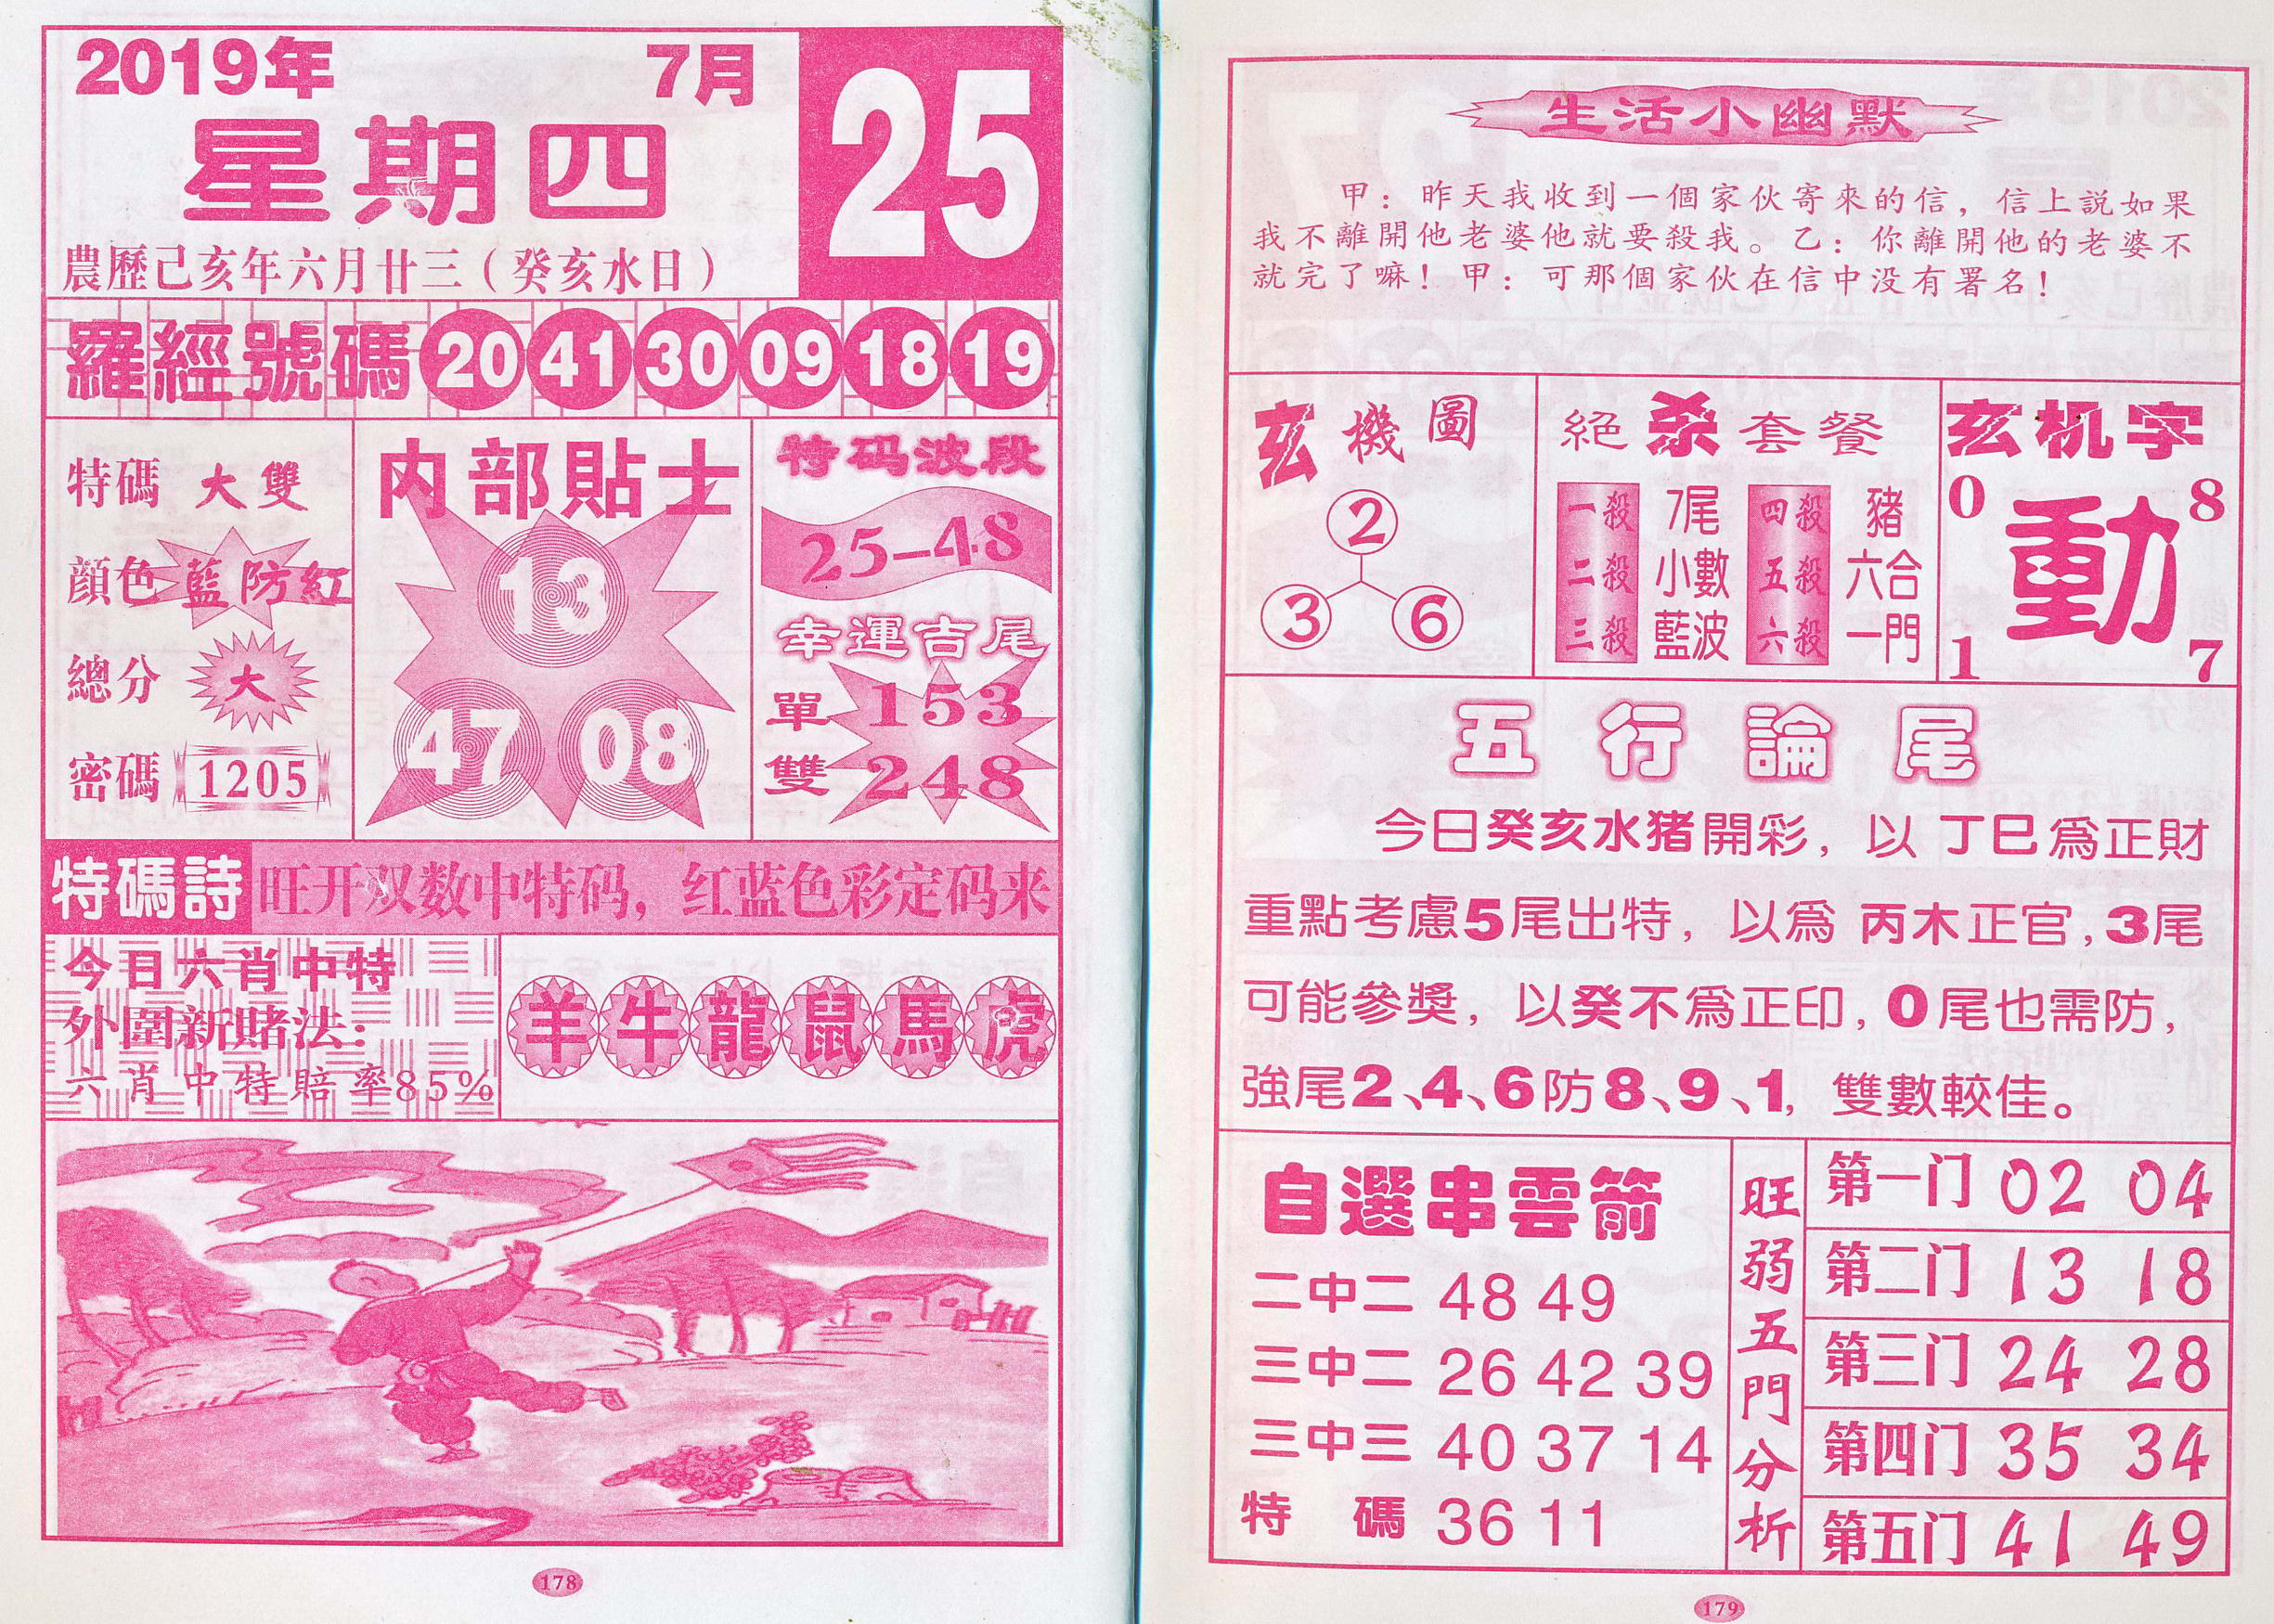 2019年 7月 25
星期四
農歷己亥年六月廿三（癸亥水日）
羅經號碼 20 41 30 09 18 19
特碼 大雙
顔色 藍防紅
總分 大
密碼 1205
内部貼士
13
47 08
特码波段
25—48
幸運吉尾
單 153
雙 248
特碼詩 旺开双数中特码，红蓝色彩定码来
今日六肖中特
外圍新賭法：
六肖中特賠率85%
羊 牛 龍 鼠 馬 虎
178
生活小幽默
甲：昨天我收到一個家伙寄來的信，信上説如果
我不離開他老婆他就要殺我。乙：你離開他的老婆不
就完了嘛！甲：可那個家伙在信中没有署名！
玄機圖
2
3 6
絕杀套餐
一殺 7尾 四殺 豬
二殺 小數 五殺 六合
三殺 藍波 六殺 一門
玄机字
0 8
動
1 7
五行論尾
今日癸亥水猪開彩，以丁巳爲正財
重點考慮5尾出特，以爲丙木正官，3尾
可能參獎，以癸不爲正印，0尾也需防，
強尾2、4、6防8、9、1，雙數較佳。
自選串雲箭
二中二 48 49
三中二 26 42 39
三中三 40 37 14
特碼 36 11
旺弱五門分析
第一门 02 04
第二门 13 18
第三门 24 28
第四门 35 34
第五门 41 49
179